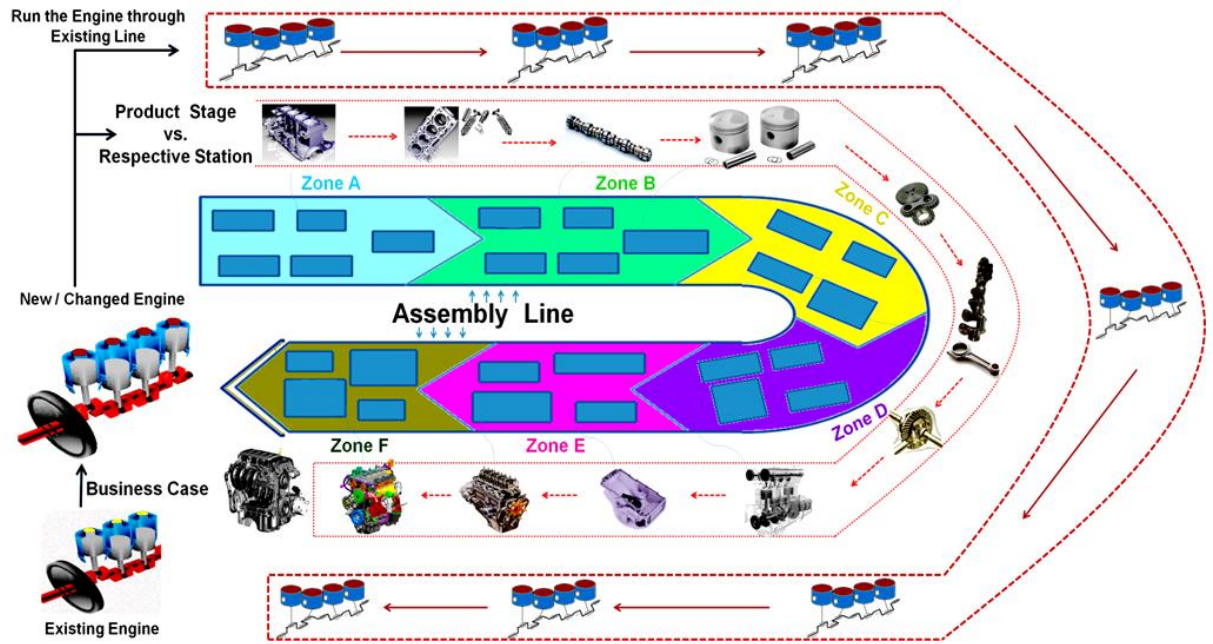 Run the Engine through
Existing Line
Product Stage
vs.
Respective Station
Zone A
Zone B
Zone C
New / Changed Engine
Assembly Line
Zone D
Zone F
Zone E
Business Case
Existing Engine